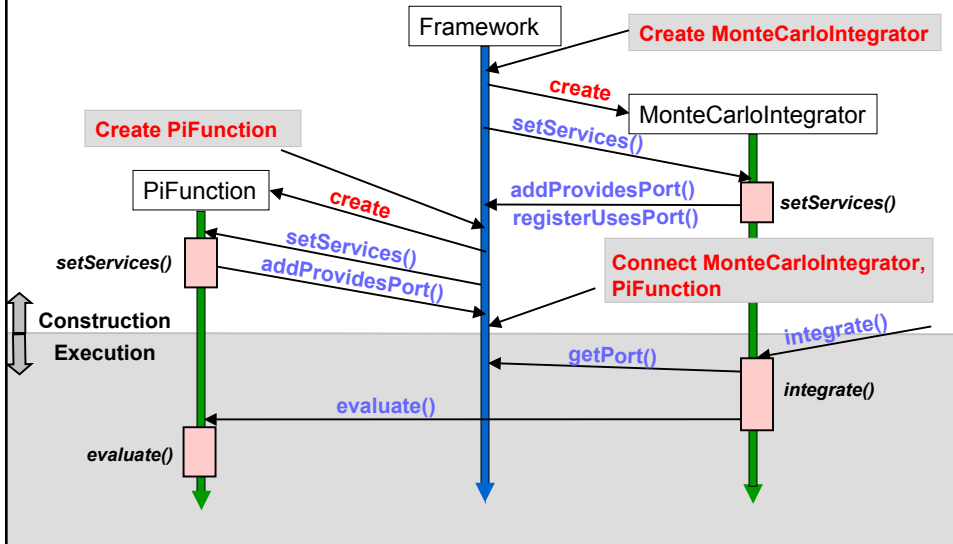 Framework
Create MonteCarloIntegrator
create
MonteCarloIntegrator
setServices()
Create PiFunction
PiFunction
create
addProvidesPort()
registerUsesPort()
setServices()
setServices()
setServices()
addProvidesPort()
Connect MonteCarloIntegrator,
PiFunction
Construction
Execution
integrate()
getPort()
integrate()
evaluate()
evaluate()